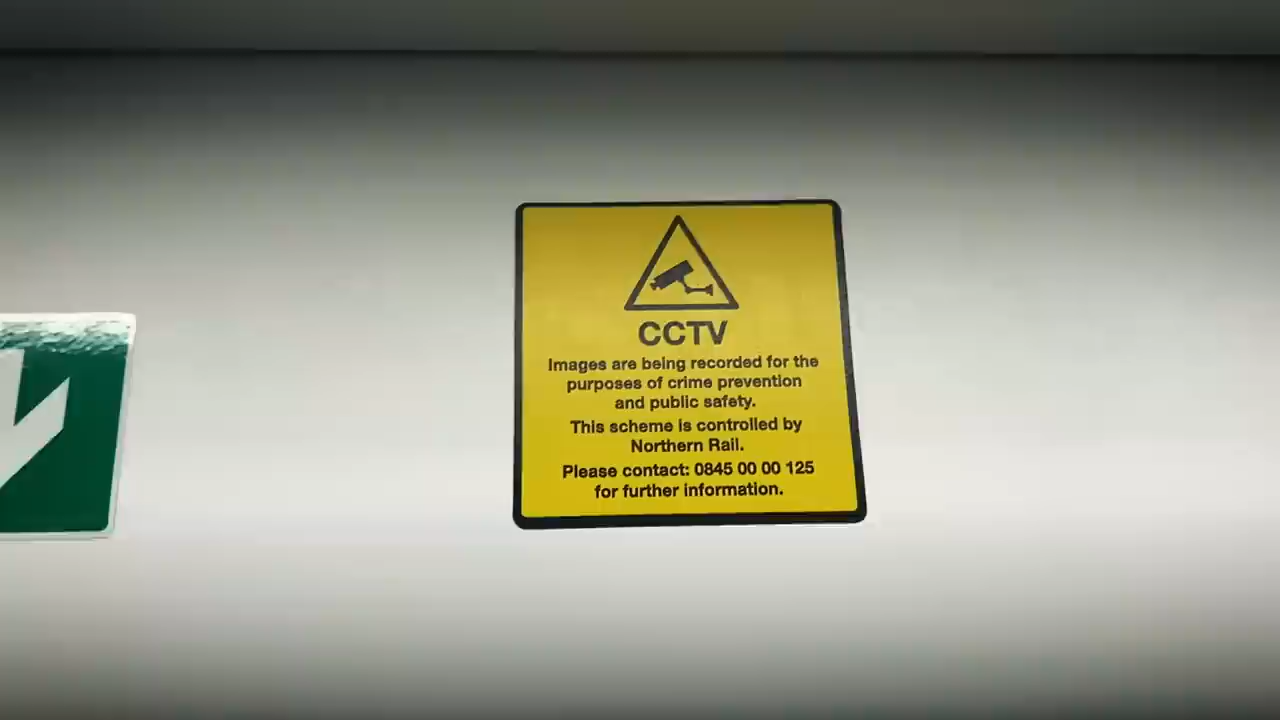 CCTV
Images are being recorded for the
purposes of crime prevention
and public safety.
This scheme is controlled by
Northern Rail.
Please contact: 0845 00 00 125
for further information.